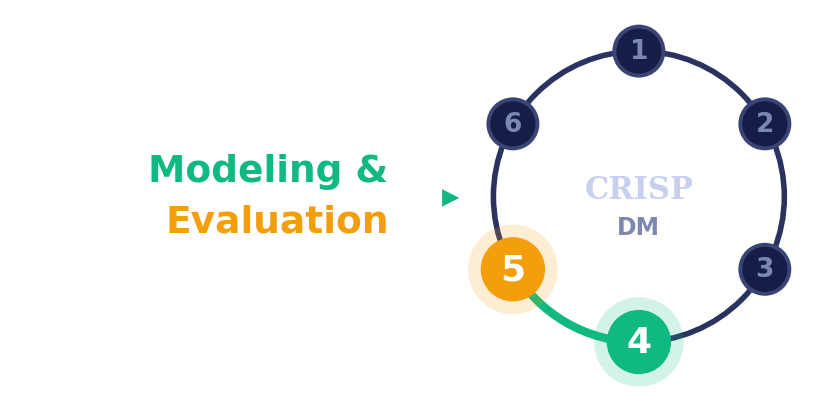 Modeling &
Evaluation
1
2
3
4
5
6
CRISP
DM